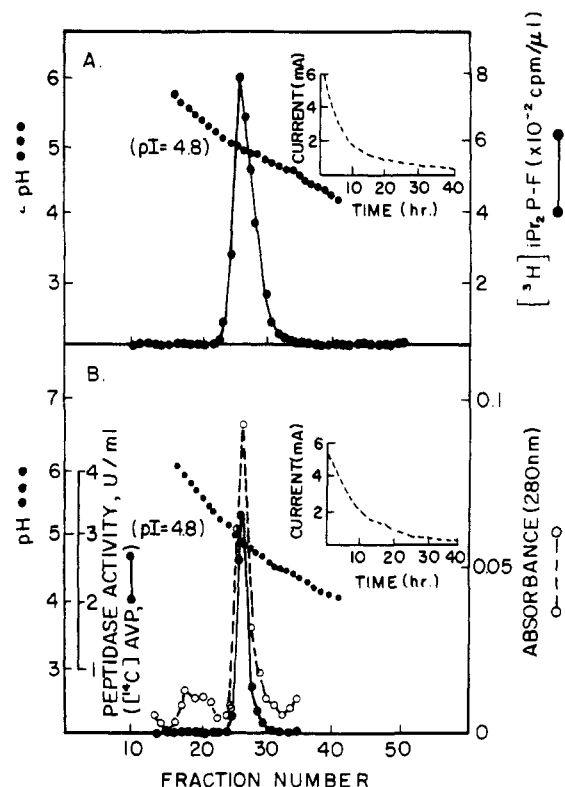 A.
6
5
4
3
pH
(pI = 4.8)
CURRENT(mA)
6
4
2
10 20 30 40
TIME (hr.)
8
6
4
2
[³H] iPr₂ P-F (x10⁻² cpm/µl)
B.
7
6
5
4
3
pH
4
3
2
1
PEPTIDASE ACTIVITY, U/ml
([¹⁴C] AVP,
(pI=4.8)
CURRENT(mA)
6
4
2
10 20 30 40
TIME (hr.)
0.1
0.05
0
ABSORBANCE (280nm)
10 20 30 40 50
FRACTION NUMBER